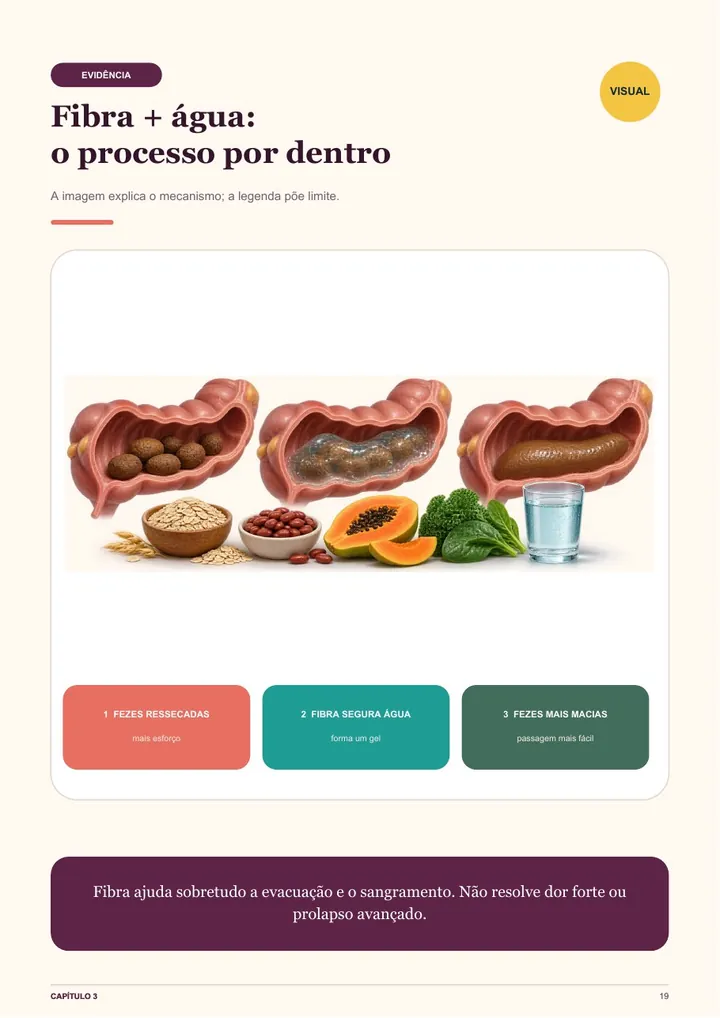 EVIDÊNCIA
VISUAL
Fibra + água:
o processo por dentro
A imagem explica o mecanismo; a legenda põe limite.
1 FEZES RESSECADAS
mais esforço
2 FIBRA SEGURA ÁGUA
forma um gel
3 FEZES MAIS MACIAS
passagem mais fácil
Fibra ajuda sobretudo a evacuação e o sangramento. Não resolve dor forte ou
prolapso avançado.
CAPÍTULO 3
19